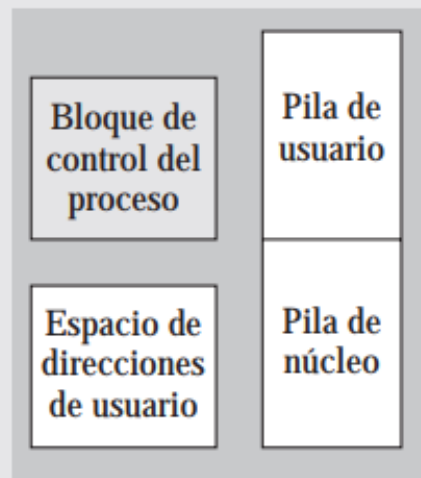 Bloque de
control del
proceso
Pila de
usuario
Espacio de
direcciones
de usuario
Pila de
núcleo